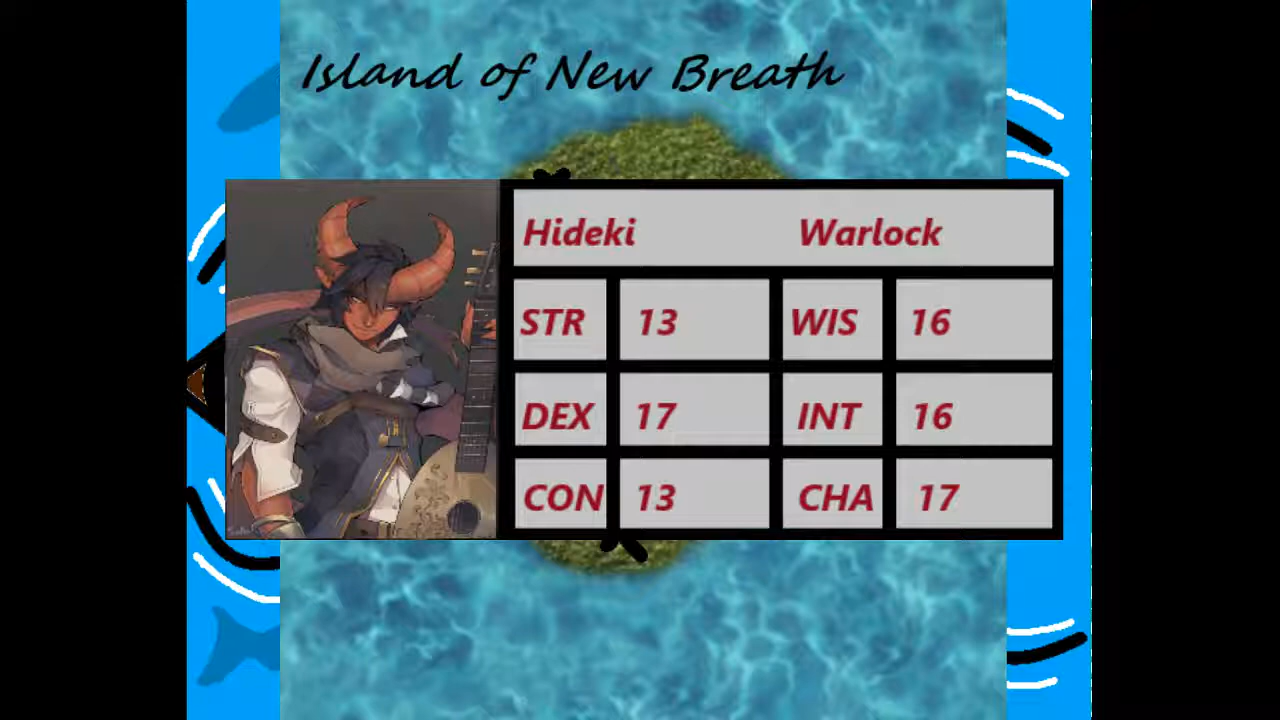 Island of New Breath
Hideki Warlock
STR 13 WIS 16
DEX 17 INT 16
CON 13 CHA 17